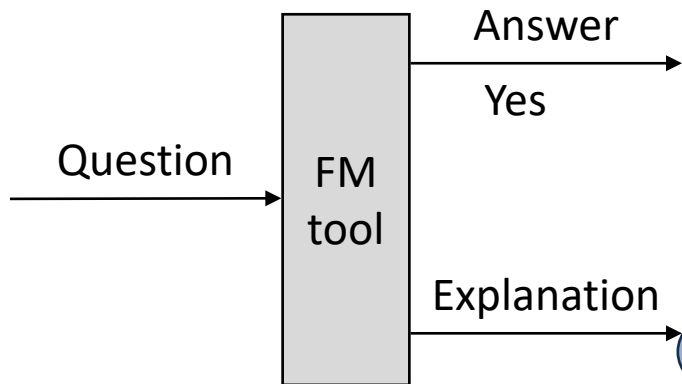 Answer
Yes
Question
FM
tool
Explanation